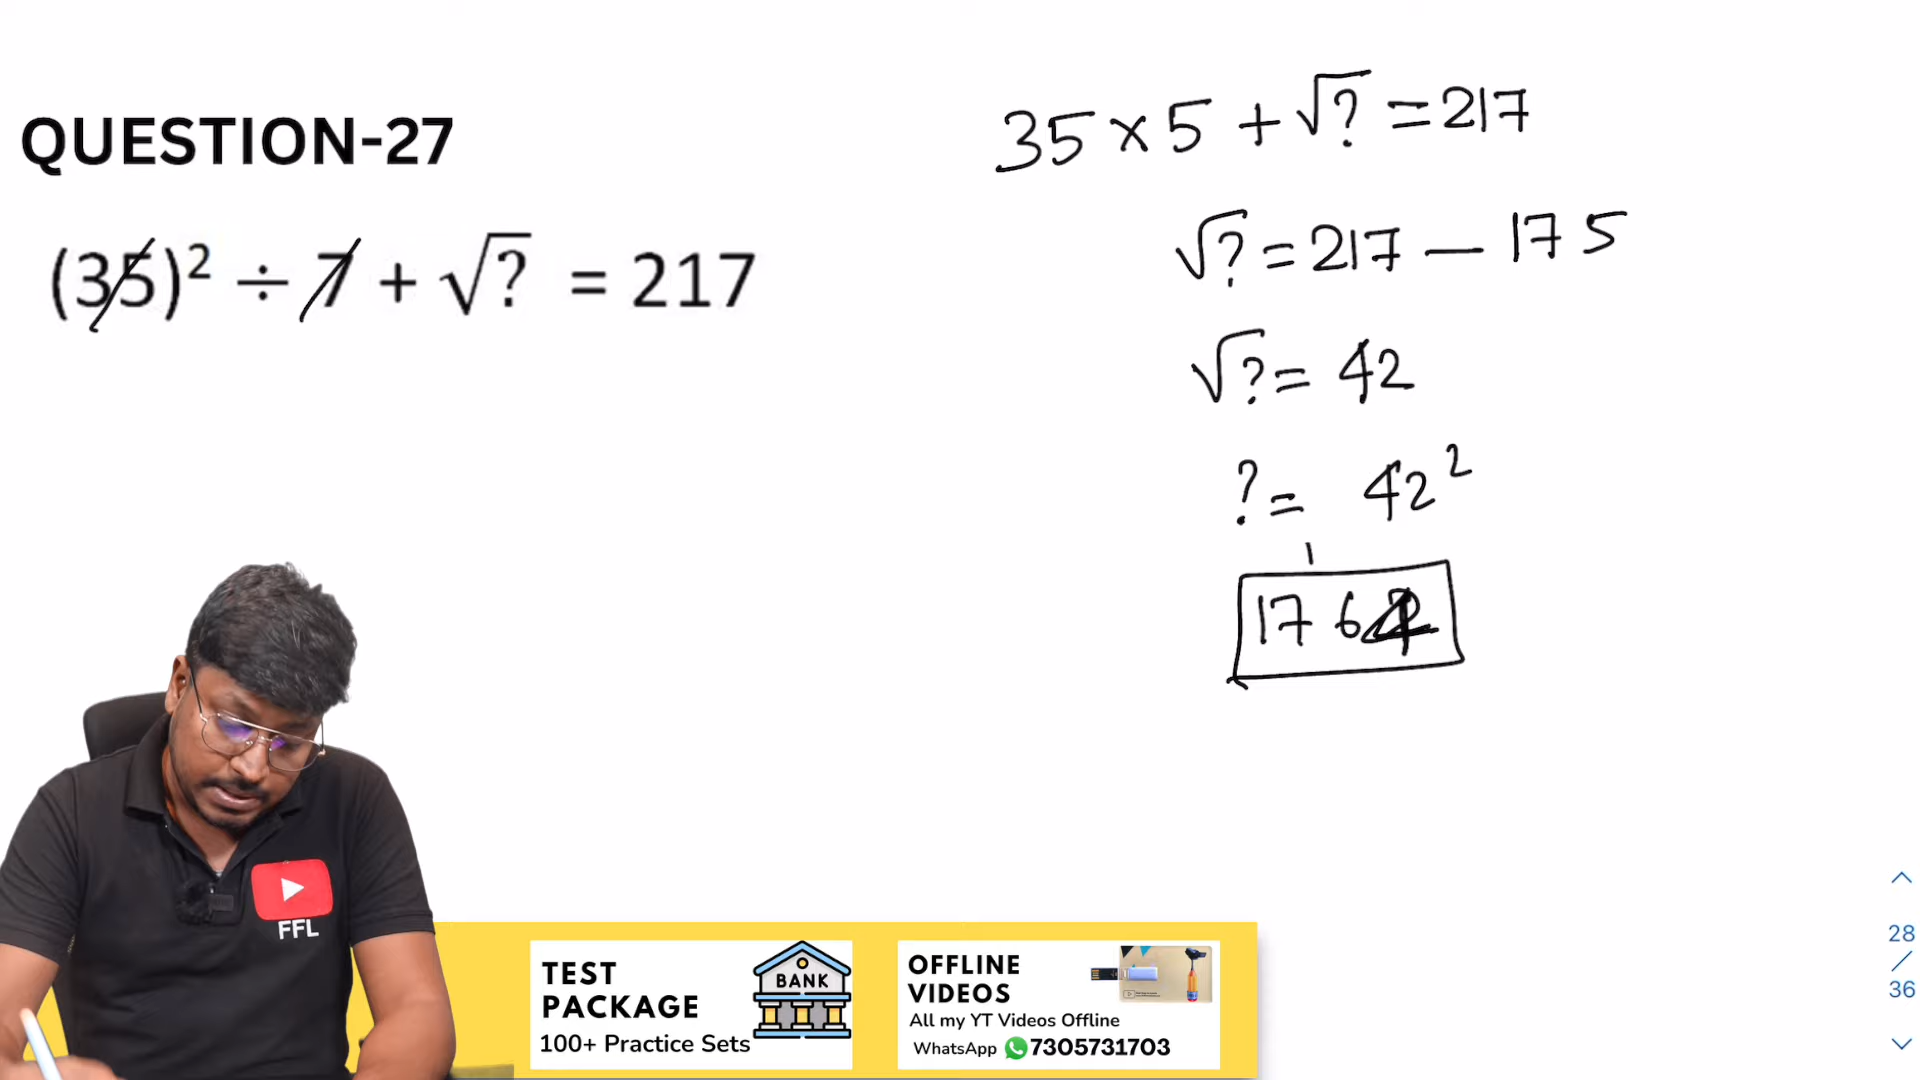 QUESTION-27
(35)² ÷ 7 + √? = 217
35 × 5 + √? = 217
√? = 217 – 175
√? = 42
? = 42²
1764
FFL
TEST
PACKAGE
100+ Practice Sets
BANK
OFFLINE
VIDEOS
All my YT Videos Offline
WhatsApp 7305731703
28
/
36